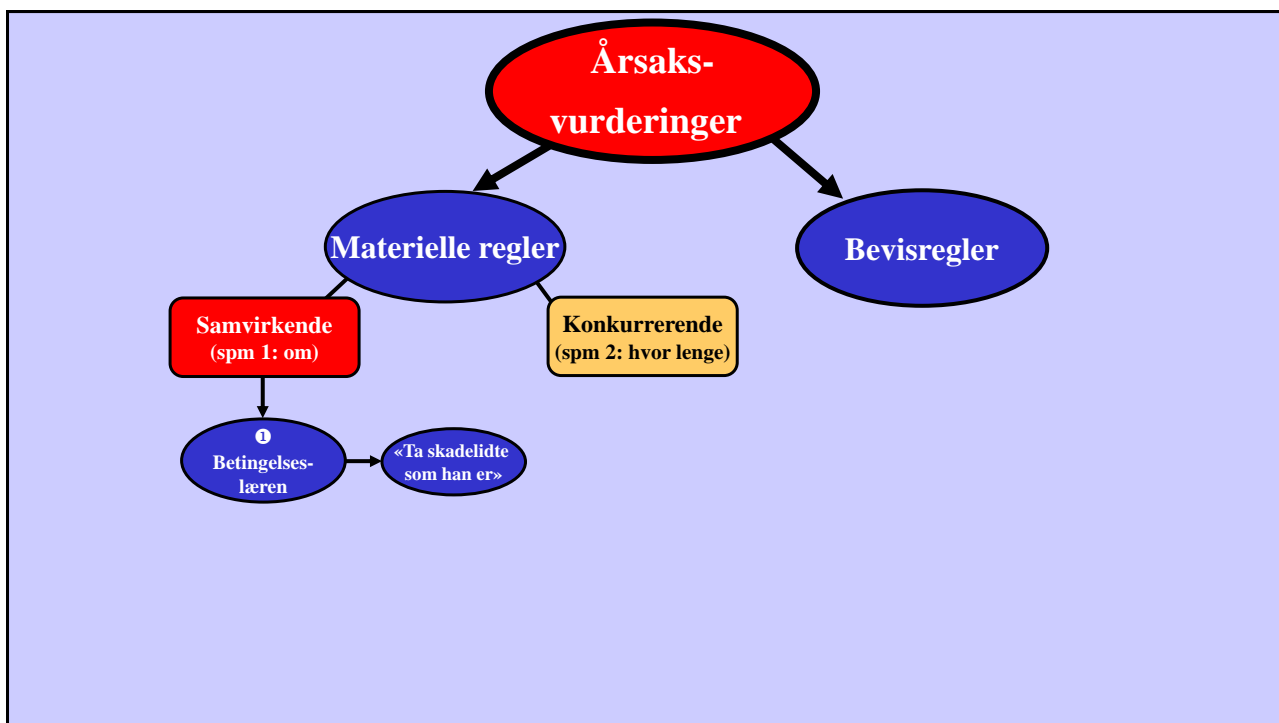 Årsaks-
vurderinger
Materielle regler
Bevisregler
Samvirkende
(spm 1: om)
Konkurrerende
(spm 2: hvor lenge)
❶
Betingelses-
læren
«Ta skadelidte
som han er»